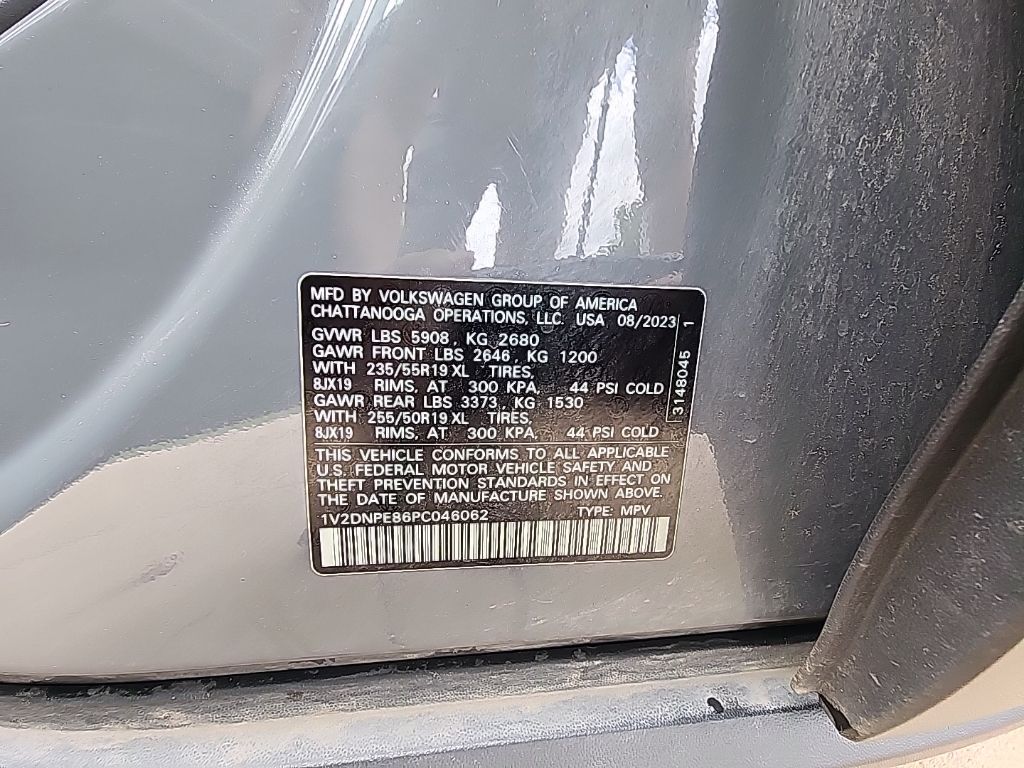 MFD BY VOLKSWAGEN GROUP OF AMERICA
CHATTANOOGA OPERATIONS, LLC. USA 08/2023
GVWR LBS 5908, KG 2680
GAWR FRONT LBS 2646, KG 1200
WITH 235/55R19 XL TIRES,
8JX19 RIMS, AT 300 KPA, 44 PSI COLD
GAWR REAR LBS 3373, KG 1530
WITH 255/50R19 XL TIRES,
8JX19 RIMS, AT 300 KPA, 44 PSI COLD
3148045 1
THIS VEHICLE CONFORMS TO ALL APPLICABLE
U.S. FEDERAL MOTOR VEHICLE SAFETY AND
THEFT PREVENTION STANDARDS IN EFFECT ON
THE DATE OF MANUFACTURE SHOWN ABOVE.
1V2DNPE86PC046062 TYPE: MPV